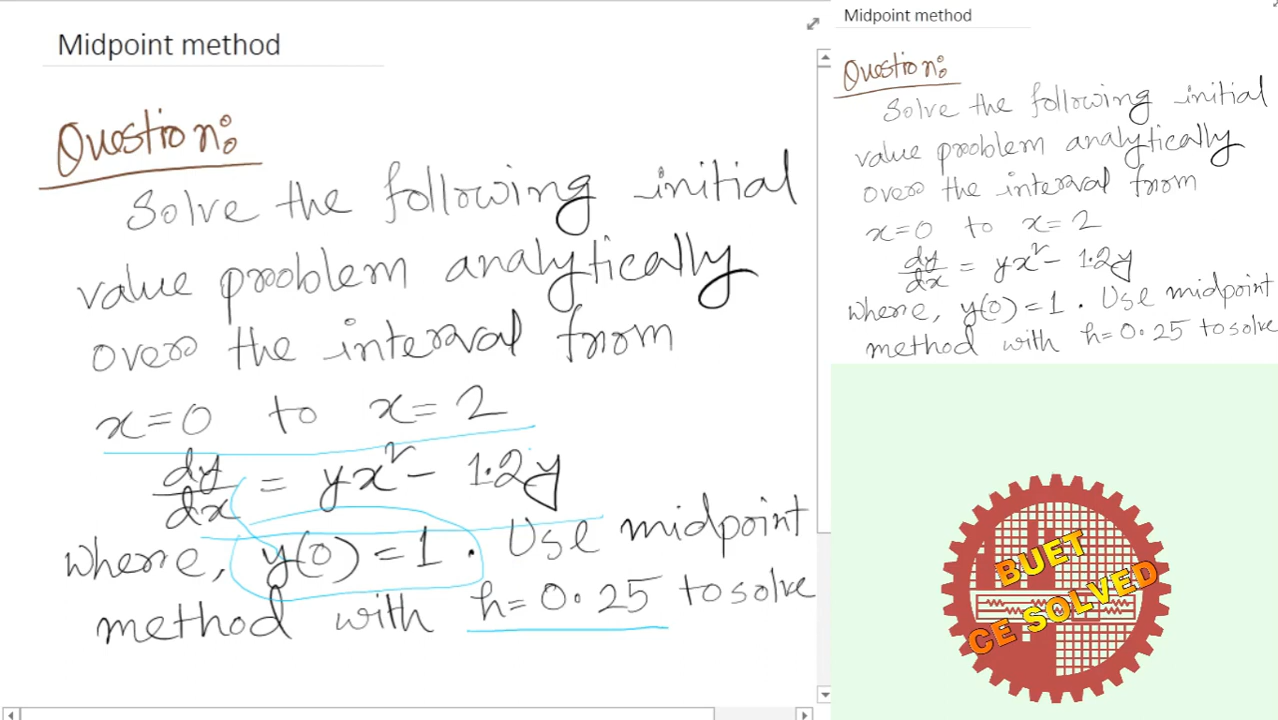 Midpoint method
Question:
Solve the following initial
value problem analytically
over the interval from
x=0 to x=2
dy/dx = yx² - 1.2y
where, y(0)=1. Use midpoint
method with h=0.25 to solve
Midpoint method
Question:
Solve the following initial
value problem analytically
over the interval from
x=0 to x=2
dy/dx = yx² - 1.2y
where, y(0)=1. Use midpoint
method with h=0.25 to solve
BUET
CE SOLVED